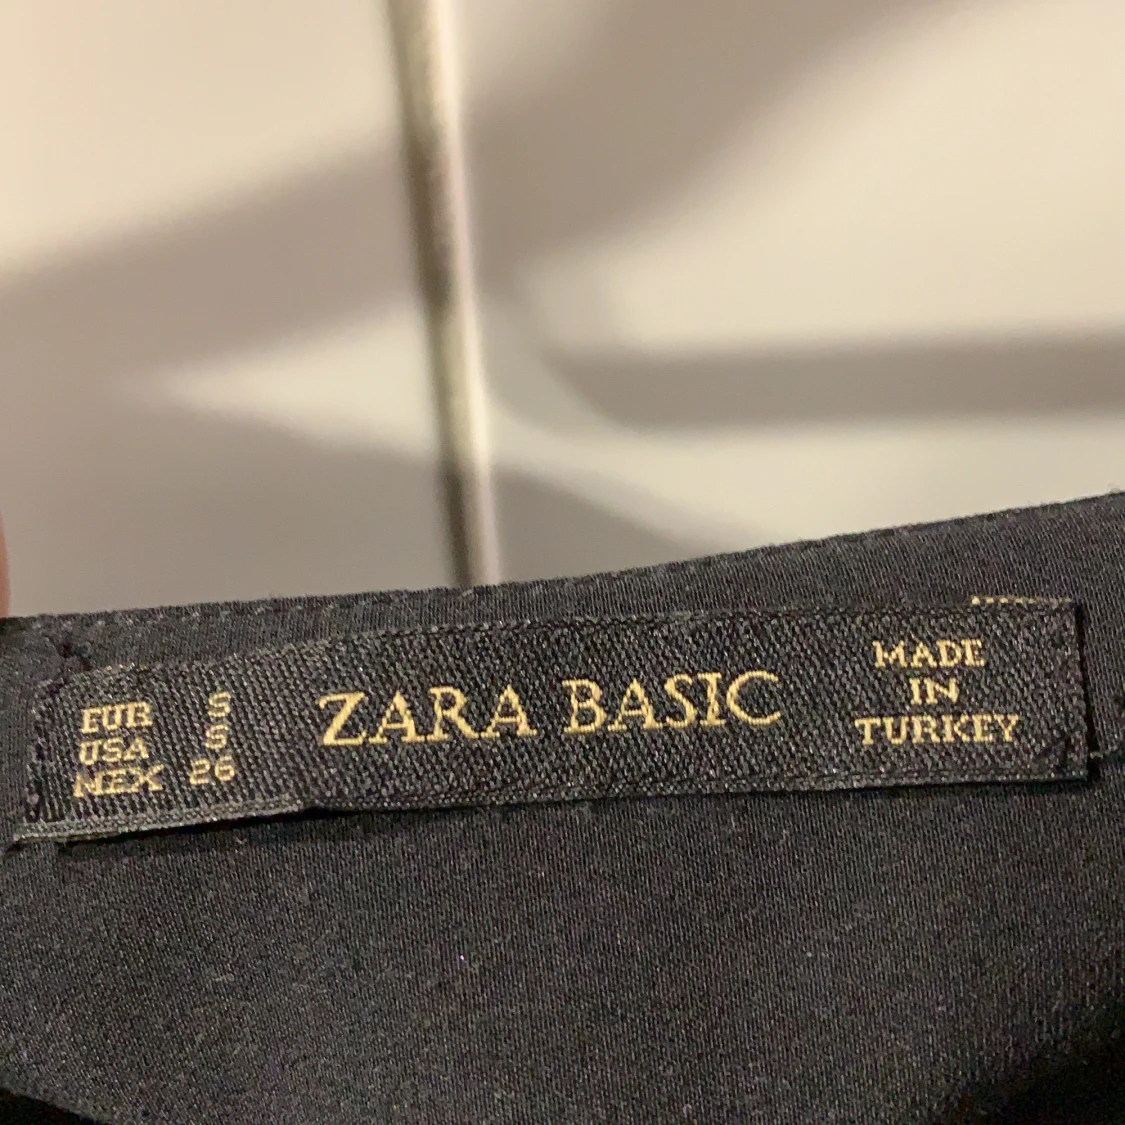 EUR S
USA S
MEX 26
ZARA BASIC
MADE
IN
TURKEY